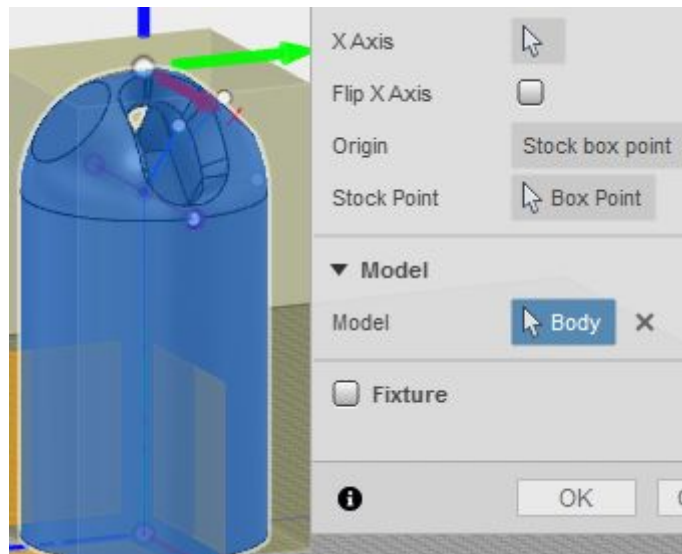 X Axis
Flip X Axis
Origin Stock box point
Stock Point Box Point
Model
Model Body
Fixture
OK